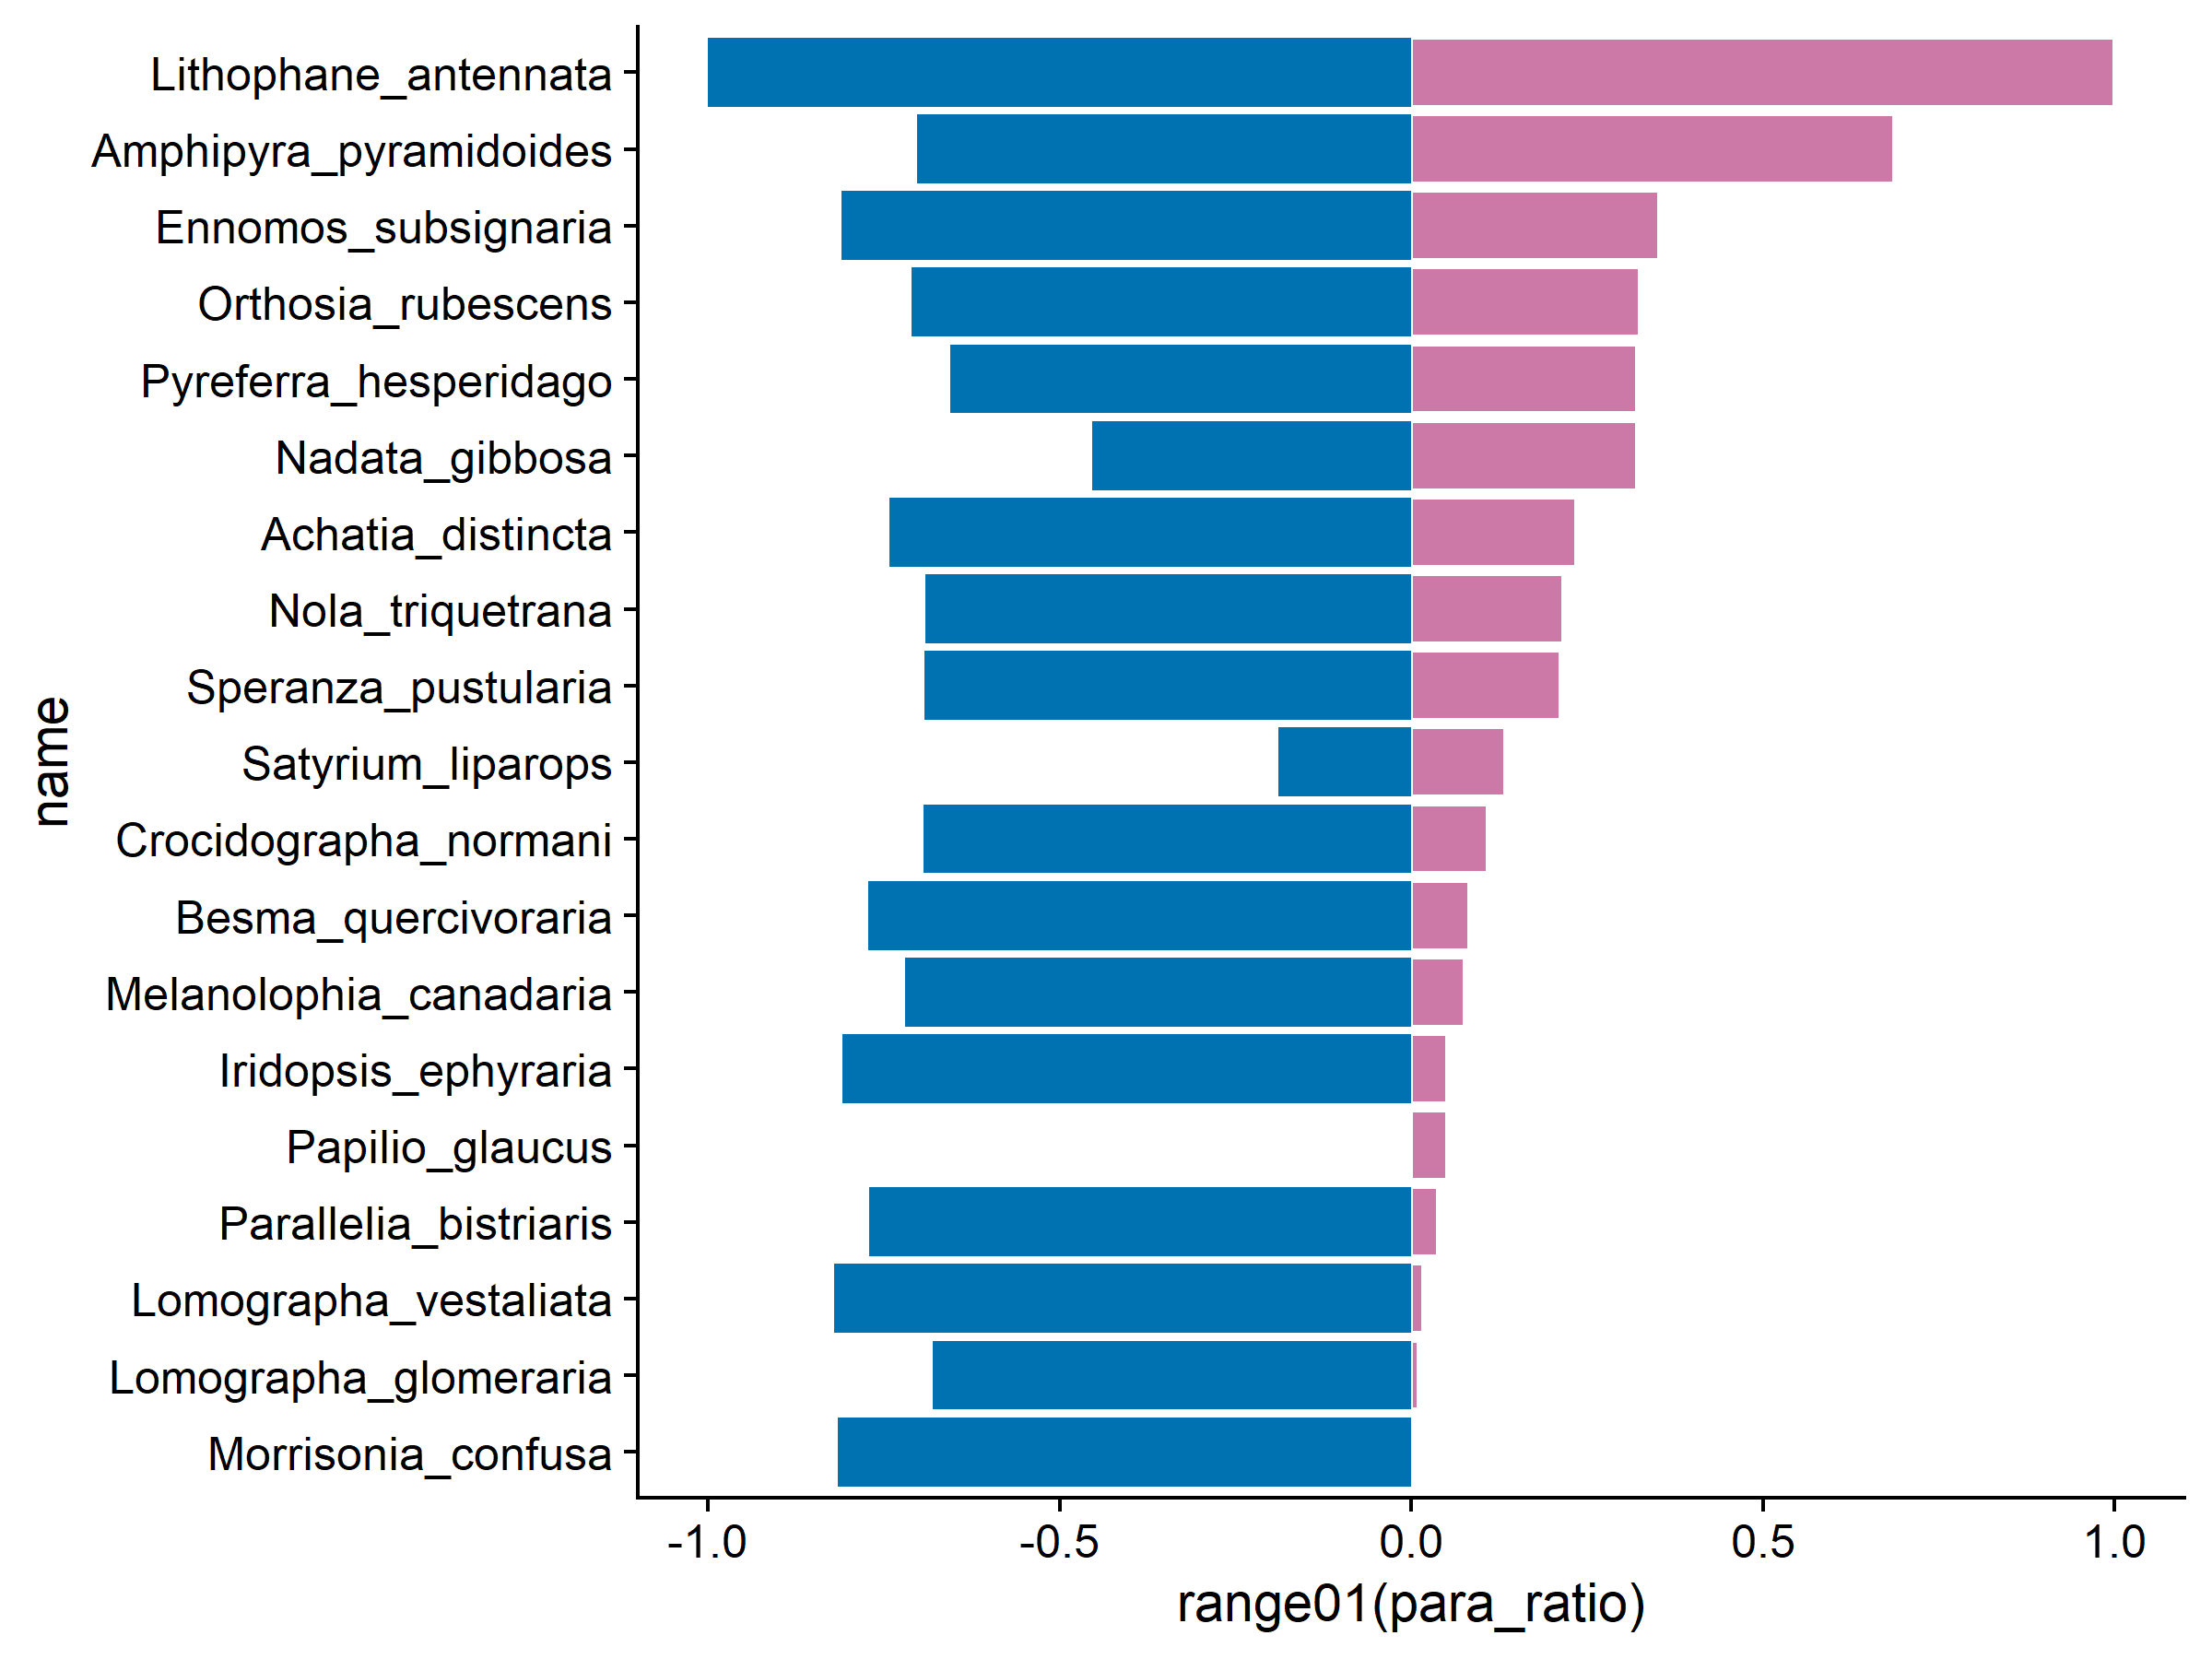 Lithophane_antennata
Amphipyra_pyramidoides
Ennomos_subsignaria
Orthosia_rubescens
Pyreferra_hesperidago
Nadata_gibbosa
Achatia_distincta
Nola_triquetrana
Speranza_pustularia
Satyrium_liparops
Crocidographa_normani
Besma_quercivoraria
Melanolophia_canadaria
Iridopsis_ephyraria
Papilio_glaucus
Parallelia_bistriaris
Lomographa_vestaliata
Lomographa_glomeraria
Morrisonia_confusa
name
-1.0 -0.5 0.0 0.5 1.0
range01(para_ratio)